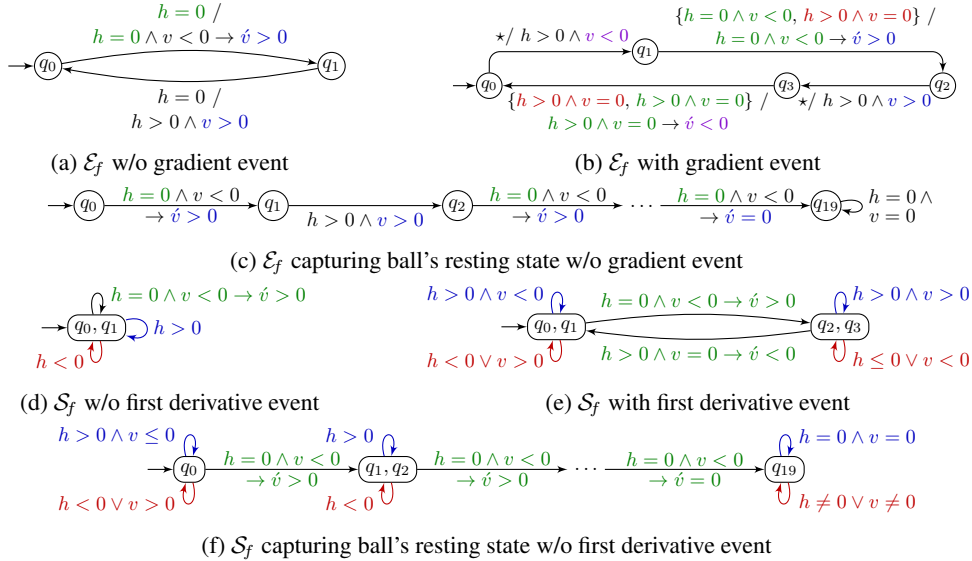 h = 0 /
h = 0 ∧ v < 0 → v́ > 0
q0
q1
h = 0 /
h > 0 ∧ v > 0
(a) ℰf w/o gradient event
{h = 0 ∧ v < 0, h > 0 ∧ v = 0} /
⋆/ h > 0 ∧ v < 0
h = 0 ∧ v < 0 → v́ > 0
q1
q0
q3
q2
{h > 0 ∧ v = 0, h > 0 ∧ v = 0} /
⋆/ h > 0 ∧ v > 0
h > 0 ∧ v = 0 → v́ < 0
(b) ℰf with gradient event
q0
h = 0 ∧ v < 0
→ v́ > 0
q1
h > 0 ∧ v > 0
q2
h = 0 ∧ v < 0
→ v́ > 0
· · ·
h = 0 ∧ v < 0
→ v́ = 0
q19
h = 0 ∧
v = 0
(c) ℰf capturing ball's resting state w/o gradient event
h = 0 ∧ v < 0 → v́ > 0
q0, q1
h > 0
h < 0
(d) 𝒮f w/o first derivative event
h > 0 ∧ v < 0
h = 0 ∧ v < 0 → v́ > 0
h > 0 ∧ v > 0
q0, q1
q2, q3
h < 0 ∨ v > 0
h > 0 ∧ v = 0 → v́ < 0
h ≤ 0 ∨ v < 0
(e) 𝒮f with first derivative event
h > 0 ∧ v ≤ 0
q0
h < 0 ∨ v > 0
h = 0 ∧ v < 0
→ v́ > 0
h > 0
q1, q2
h < 0
h = 0 ∧ v < 0
→ v́ > 0
· · ·
h = 0 ∧ v < 0
→ v́ = 0
h = 0 ∧ v = 0
q19
h ≠ 0 ∨ v ≠ 0
(f) 𝒮f capturing ball's resting state w/o first derivative event